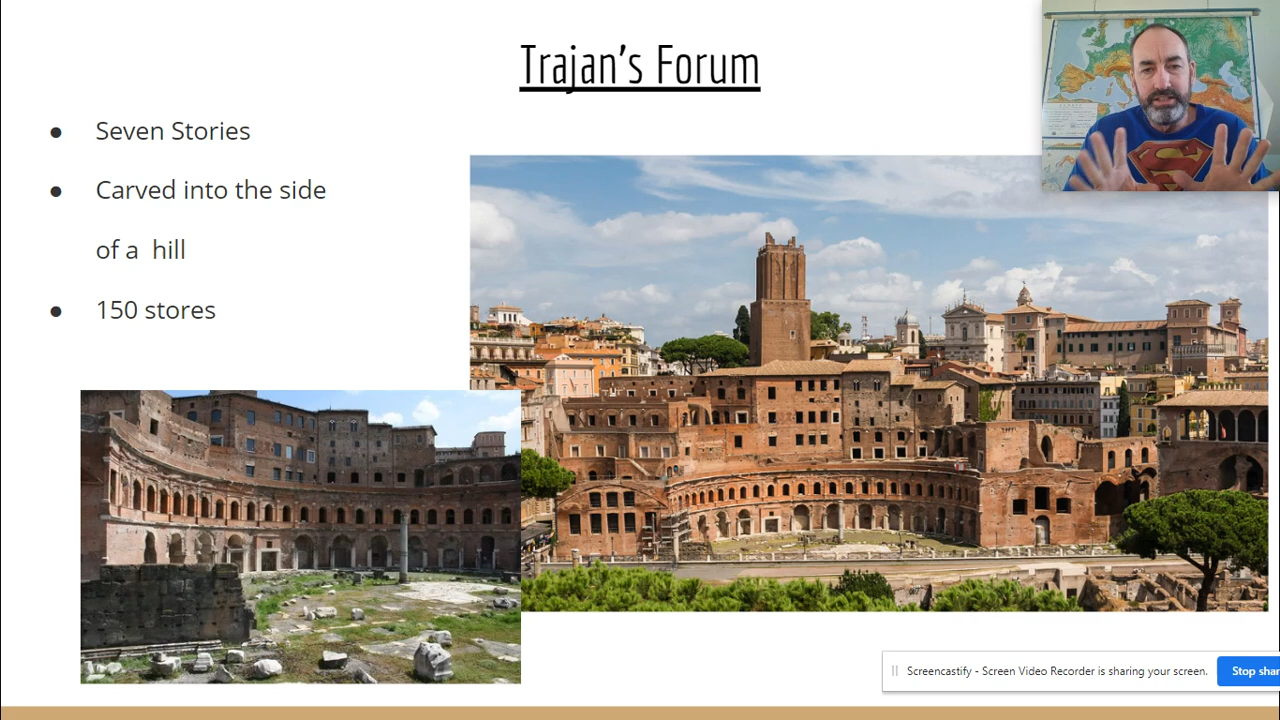 Trajan's Forum
● Seven Stories
● Carved into the side
of a  hill
● 150 stores
Screencastify - Screen Video Recorder is sharing your screen.
Stop shar